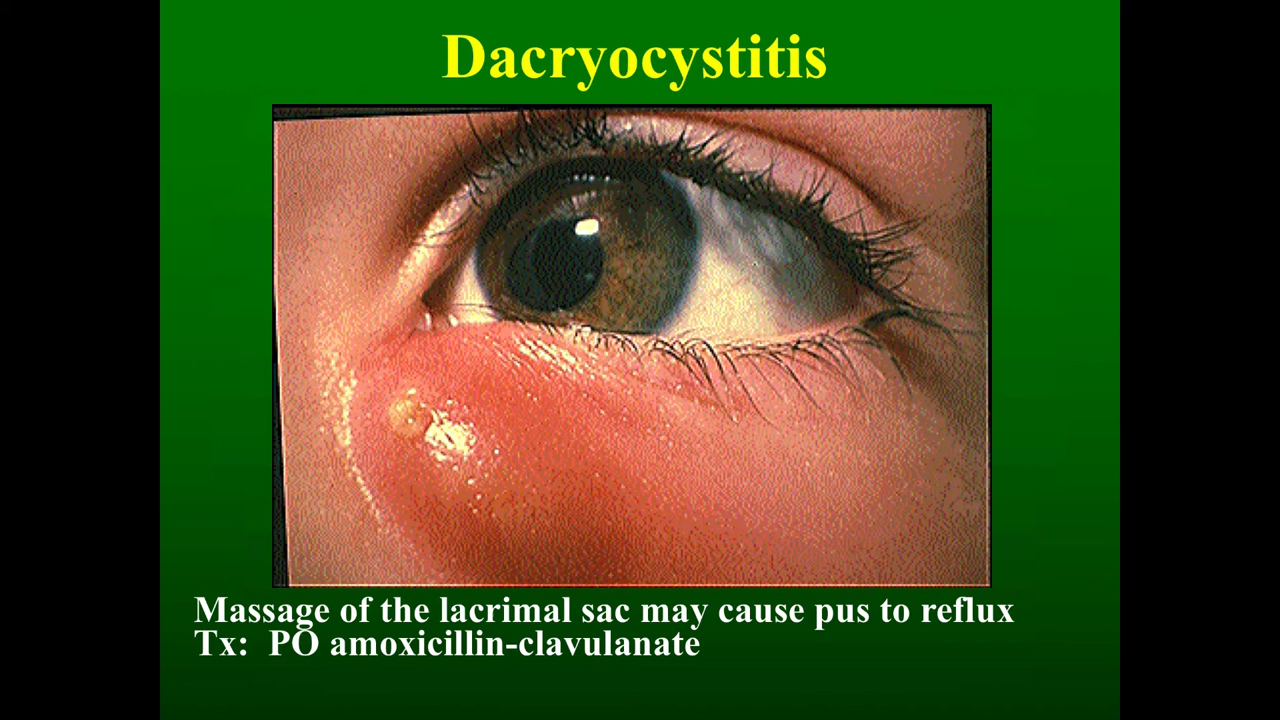 Dacryocystitis
Massage of the lacrimal sac may cause pus to reflux
Tx:  PO amoxicillin-clavulanate